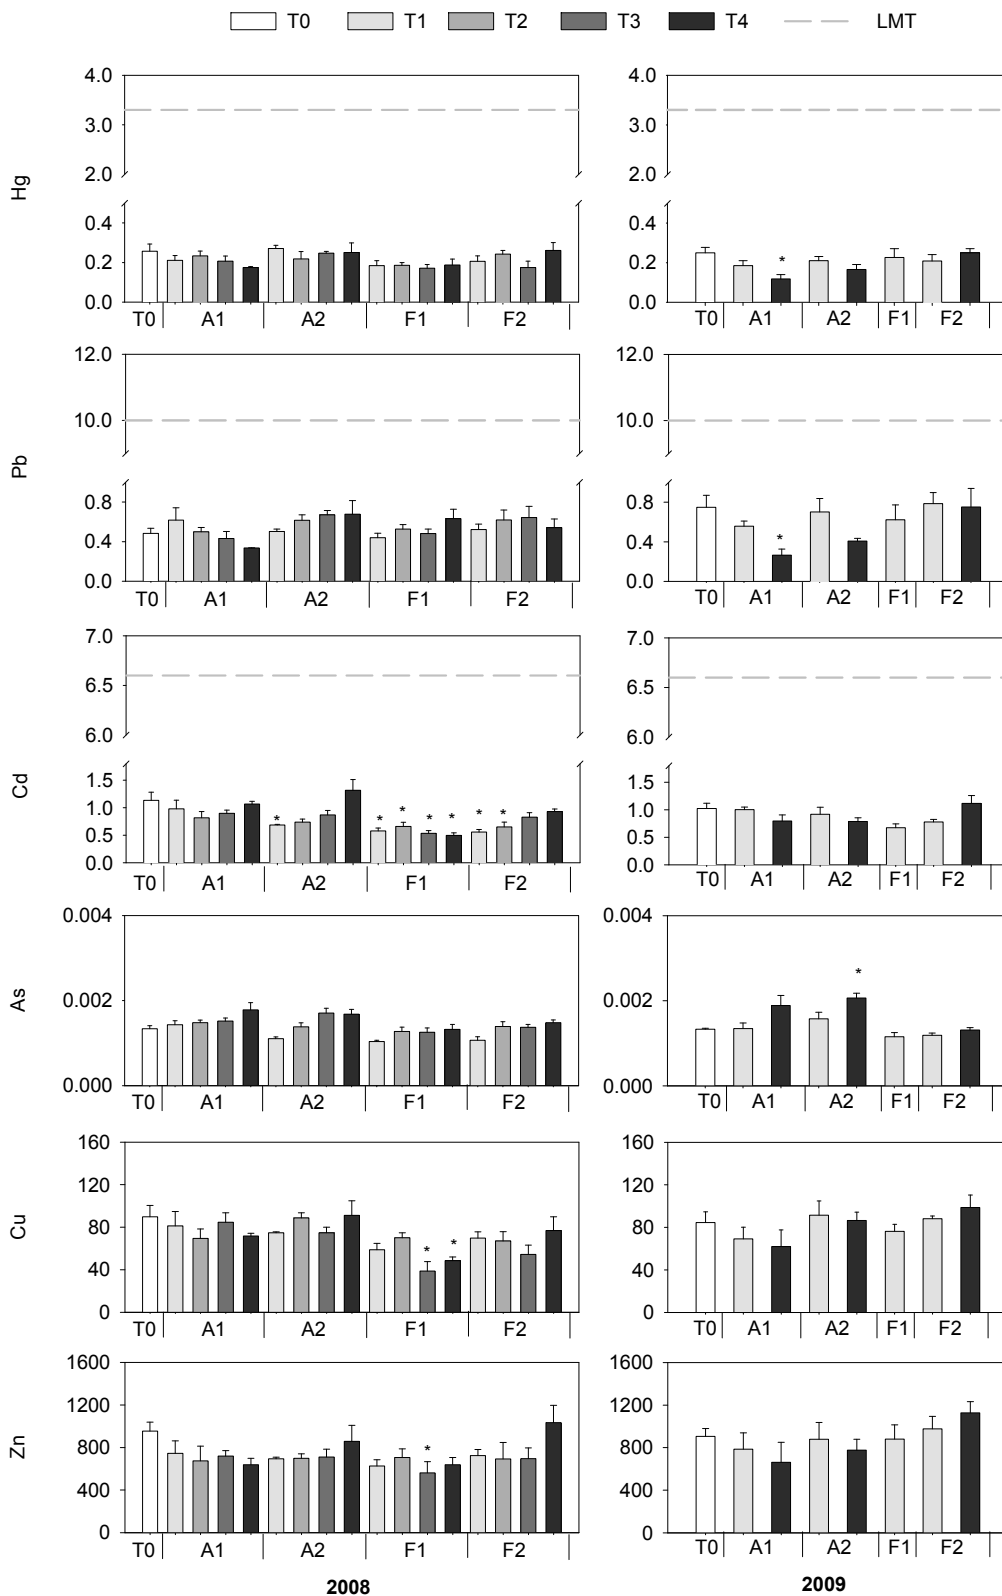 T0 T1 T2 T3 T4 LMT
Hg
4.0 4.0
3.0 3.0
2.0 2.0
0.4 0.4
0.2 0.2
* 
0.0 0.0
T0 A1 A2 F1 F2 T0 A1 A2 F1 F2
Pb
12.0 12.0
10.0 10.0
0.8 0.8
0.4 0.4
*
0.0 0.0
T0 A1 A2 F1 F2 T0 A1 A2 F1 F2
Cd
7.0 7.0
6.5 6.5
6.0 6.0
1.5 1.5
1.0 1.0
* * * * * * *
0.5 0.5
0.0 0.0
T0 A1 A2 F1 F2 T0 A1 A2 F1 F2
As
0.004 0.004
*
0.002 0.002
0.000 0.000
T0 A1 A2 F1 F2 T0 A1 A2 F1 F2
Cu
160 160
120 120
80 80
* *
40 40
0 0
T0 A1 A2 F1 F2 T0 A1 A2 F1 F2
Zn
1600 1600
1200 1200
800 800
*
400 400
0 0
T0 A1 A2 F1 F2 T0 A1 A2 F1 F2
2008 2009